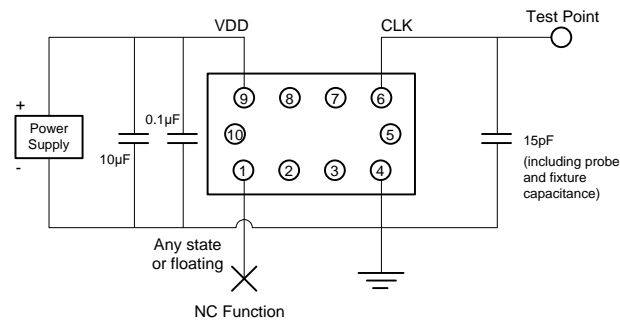 Test Point
VDD
CLK
+
Power
Supply
-
10µF
0.1µF
9
8
7
6
10
5
1
2
3
4
15pF
(including probe
and fixture
capacitance)
Any state
or floating
NC Function